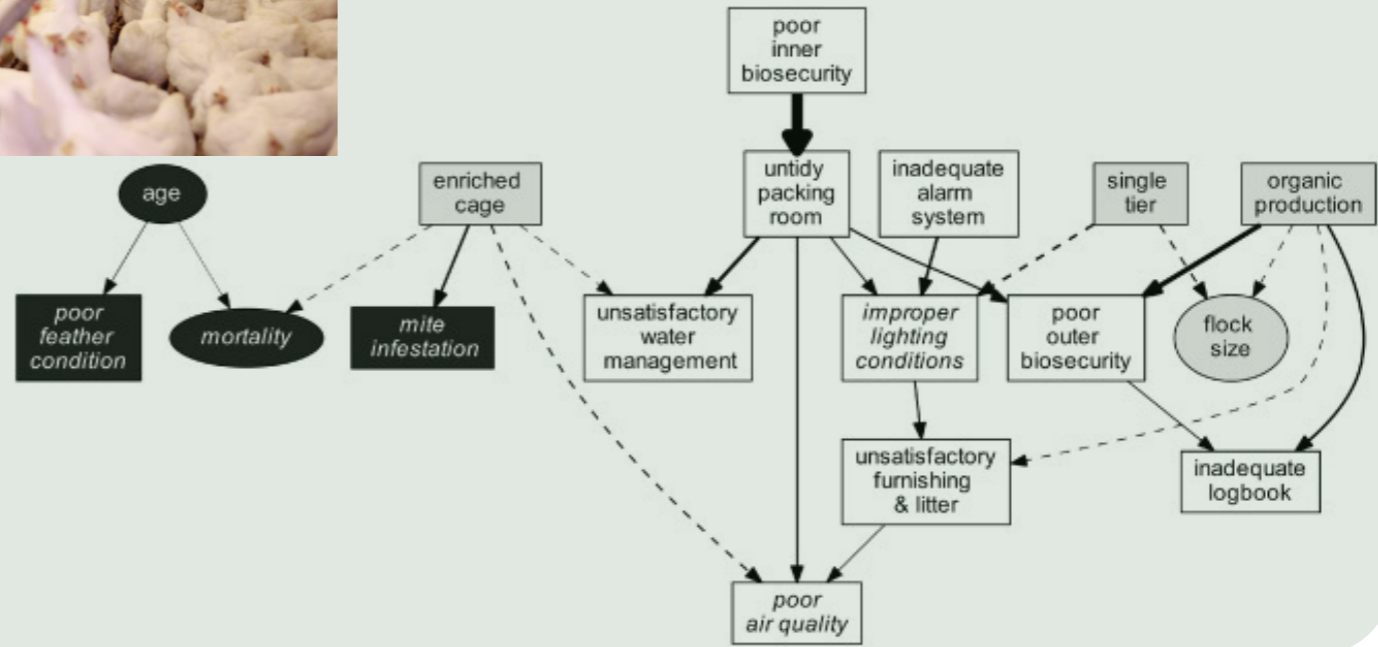 poor
inner
biosecurity
age
enriched
cage
untidy
packing
room
inadequate
alarm
system
single
tier
organic
production
poor
feather
condition
mortality
mite
infestation
unsatisfactory
water
management
improper
lighting
conditions
poor
outer
biosecurity
flock
size
unsatisfactory
furnishing
& litter
inadequate
logbook
poor
air quality